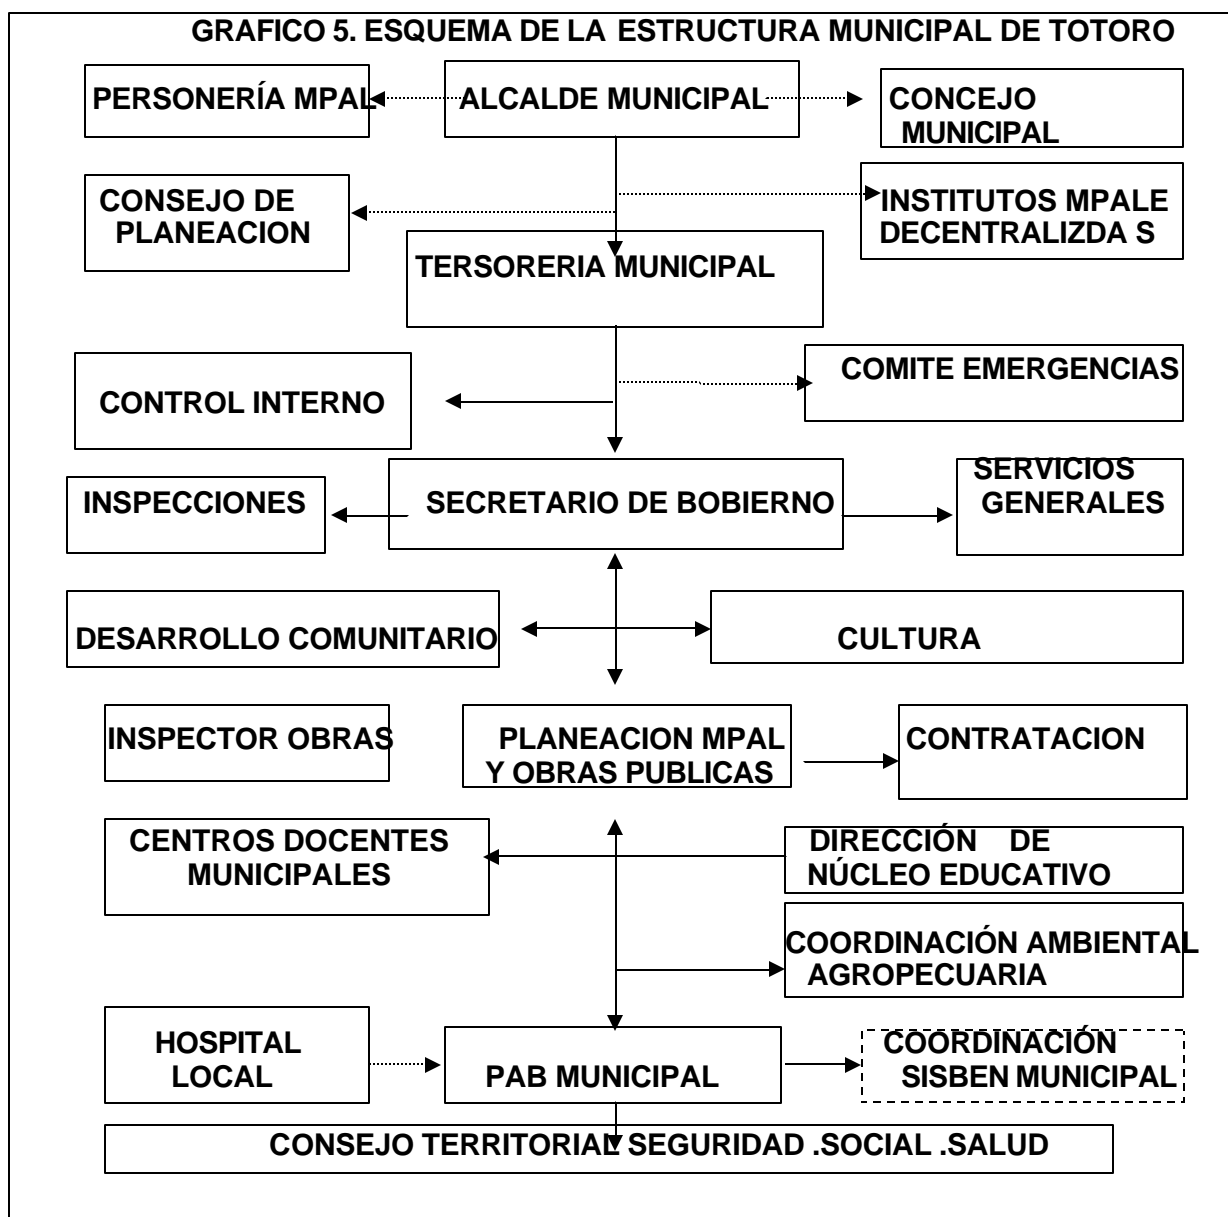 GRAFICO 5. ESQUEMA DE LA ESTRUCTURA MUNICIPAL DE TOTORO
PERSONERÍA MPAL
ALCALDE MUNICIPAL
CONCEJO
MUNICIPAL
CONSEJO DE
PLANEACION
INSTITUTOS MPALE
DECENTRALIZDA S
TERSORERIA MUNICIPAL
COMITE EMERGENCIAS
CONTROL INTERNO
INSPECCIONES
SECRETARIO DE BOBIERNO
SERVICIOS
GENERALES
DESARROLLO COMUNITARIO
CULTURA
INSPECTOR OBRAS
PLANEACION MPAL
Y OBRAS PUBLICAS
CONTRATACION
CENTROS DOCENTES
MUNICIPALES
DIRECCIÓN DE
NÚCLEO EDUCATIVO
COORDINACIÓN AMBIENTAL
AGROPECUARIA
HOSPITAL
LOCAL
PAB MUNICIPAL
COORDINACIÓN
SISBEN MUNICIPAL
CONSEJO TERRITORIAL SEGURIDAD .SOCIAL .SALUD